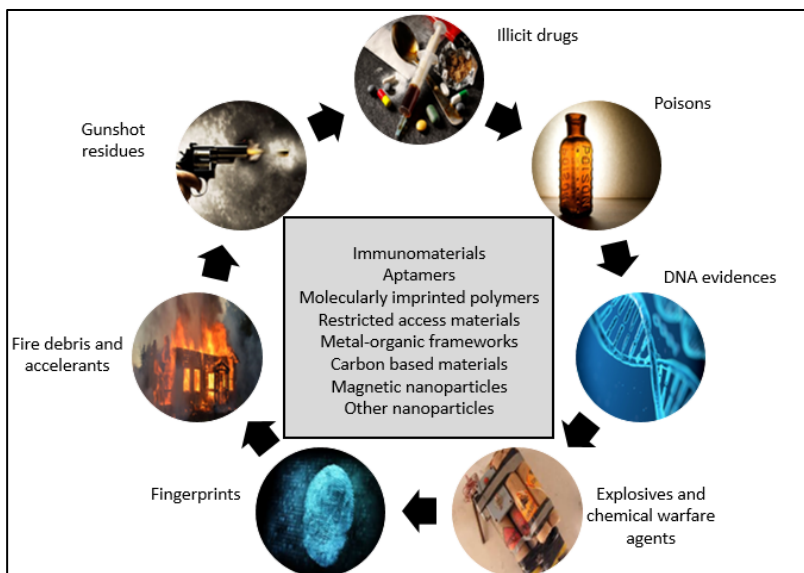 Illicit drugs
Poisons
DNA evidences
Explosives and
chemical warfare
agents
Fingerprints
Fire debris and
accelerants
Gunshot
residues
Immunomaterials
Aptamers
Molecularly imprinted polymers
Restricted access materials
Metal-organic frameworks
Carbon based materials
Magnetic nanoparticles
Other nanoparticles
POISON